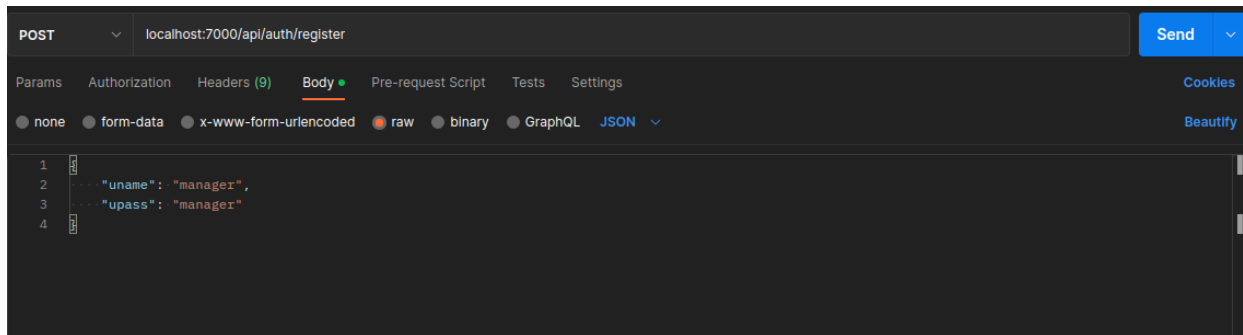 POST localhost:7000/api/auth/register Send
Params Authorization Headers (9) Body Pre-request Script Tests Settings Cookies
none form-data x-www-form-urlencoded raw binary GraphQL JSON Beautify
1 {
2 "uname": "manager",
3 "upass": "manager"
4 }